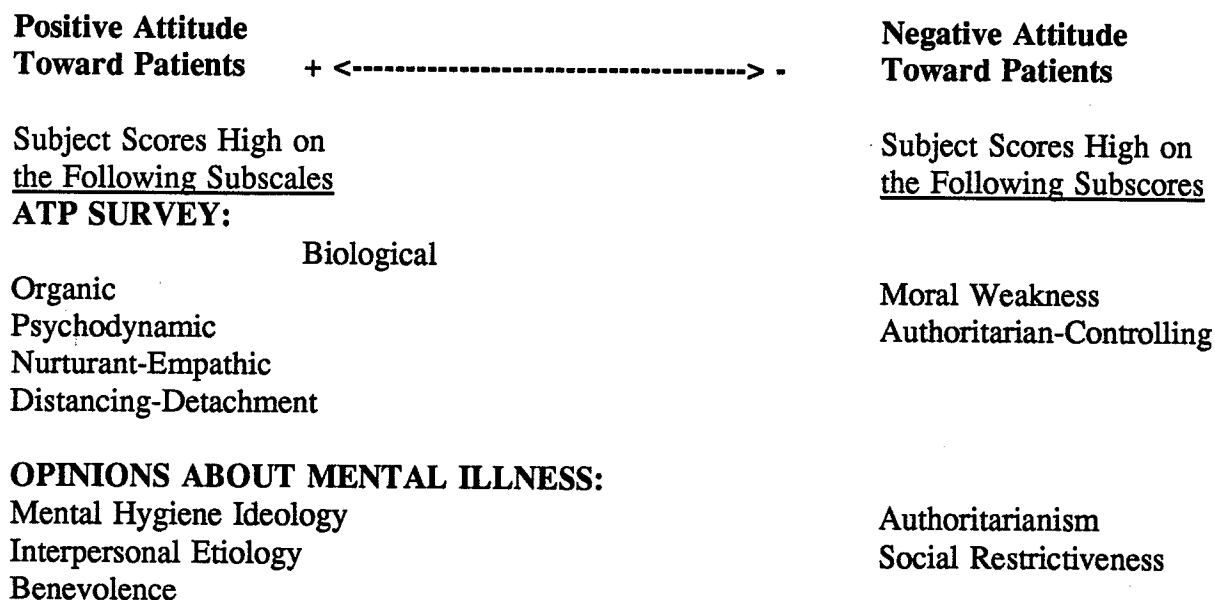 Positive Attitude Negative Attitude
Toward Patients + <-------------------------------------> - Toward Patients
Subject Scores High on Subject Scores High on
the Following Subscales the Following Subscores
ATP SURVEY:
Biological
Organic Moral Weakness
Psychodynamic Authoritarian-Controlling
Nurturant-Empathic
Distancing-Detachment
OPINIONS ABOUT MENTAL ILLNESS:
Mental Hygiene Ideology Authoritarianism
Interpersonal Etiology Social Restrictiveness
Benevolence